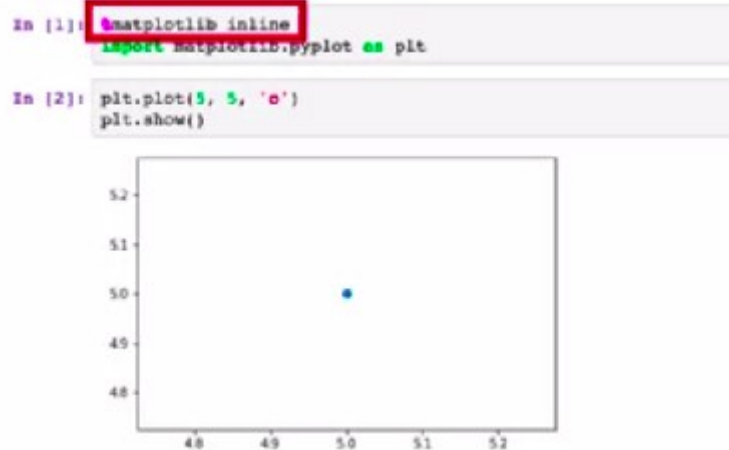 In [1]: %matplotlib inline
import matplotlib.pyplot as plt
In [2]: plt.plot(5, 5, 'o')
plt.show()
5.2
5.1
5.0
4.9
4.8
4.8 4.9 5.0 5.1 5.2